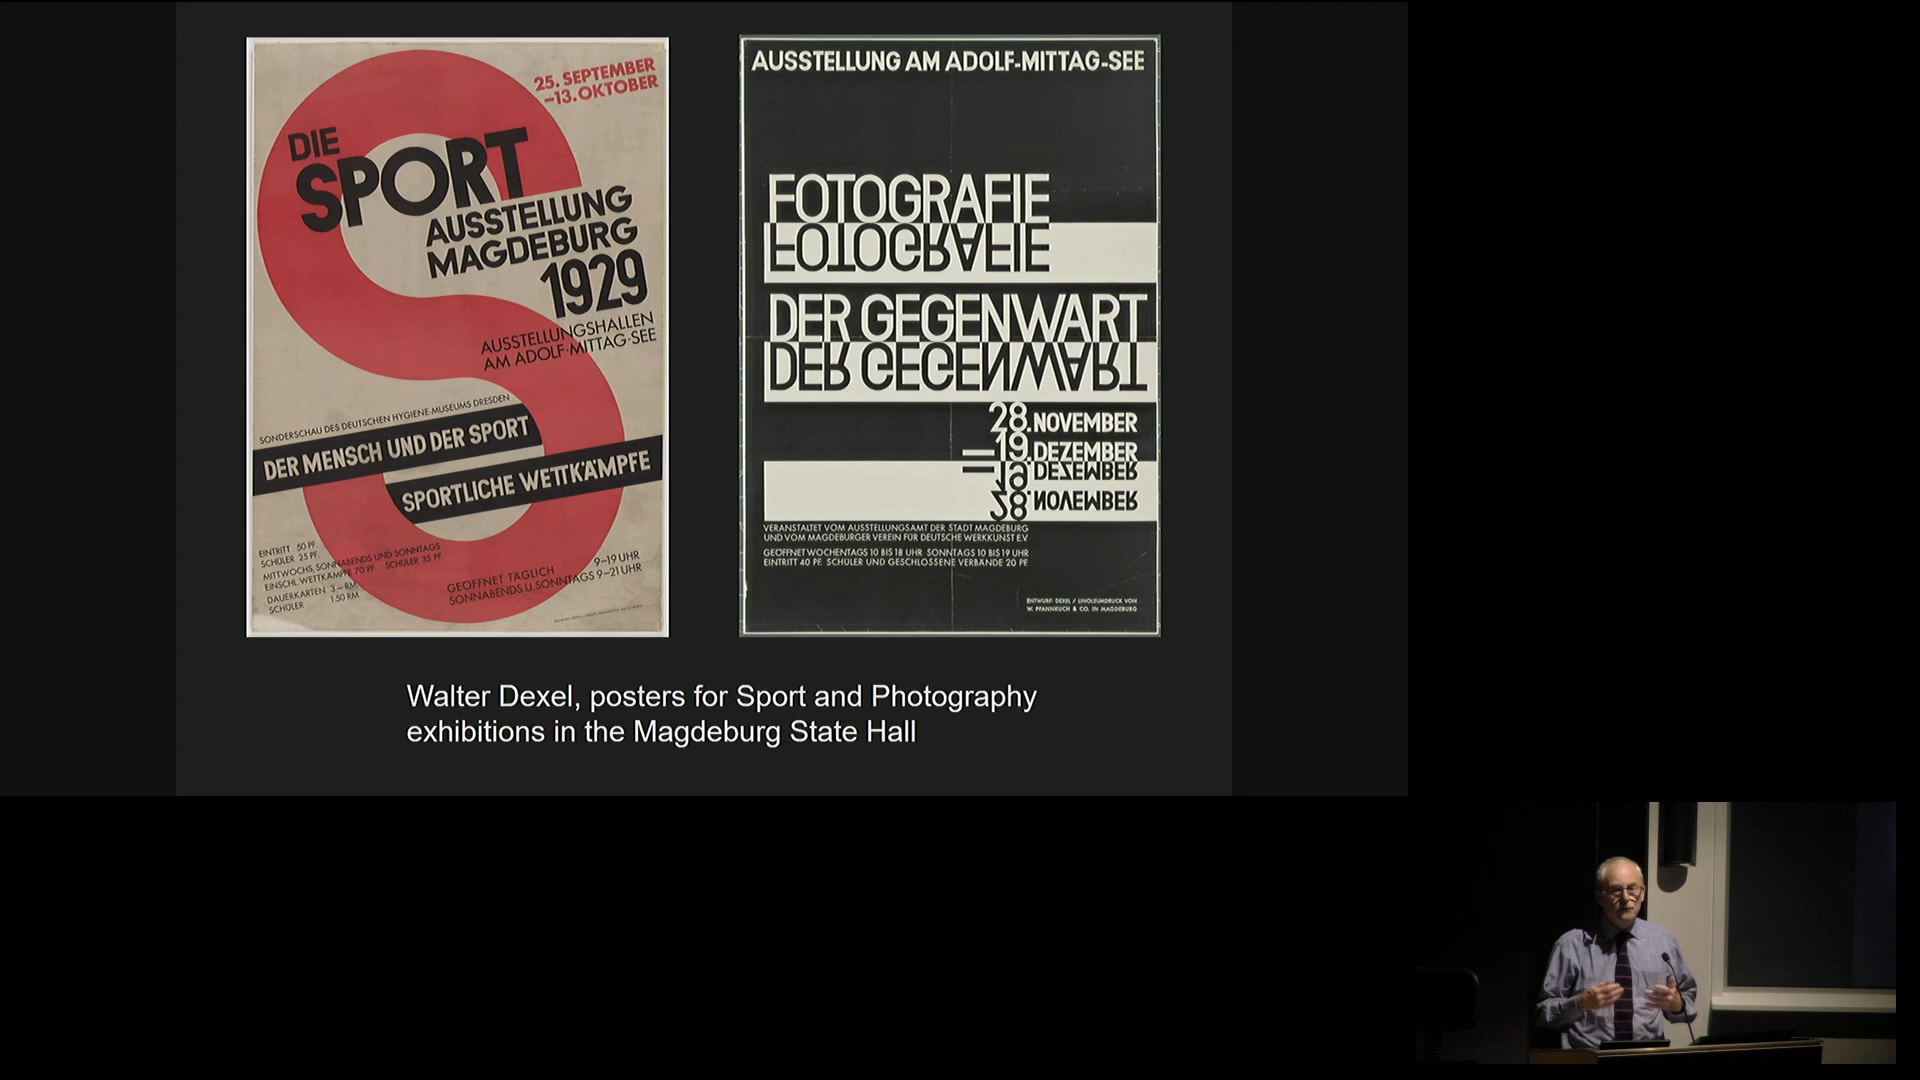 25. SEPTEMBER
–13. OKTOBER
DIE
SPORT
AUSSTELLUNG
MAGDEBURG
1929
AUSSTELLUNGSHALLEN
AM ADOLF-MITTAG-SEE
SONDERSCHAU DES DEUTSCHEN HYGIENE-MUSEUMS DRESDEN
DER MENSCH UND DER SPORT
SPORTLICHE WETTKÄMPFE
EINTRITT 50 PF.
SCHÜLER 25 PF.
MITTWOCHS, SONNABENDS UND SONNTAGS
EINSCHL. WETTKÄMPFE 70 PF. SCHÜLER 35 PF.
DAUERKARTEN 3.– RM.
SCHÜLER 1.50 RM.
GEÖFFNET TÄGLICH 9–19 UHR
SONNABENDS U. SONNTAGS 9–21 UHR
AUSSTELLUNG AM ADOLF-MITTAG-SEE
FOTOGRAFIE
FOTOGRAFIE
DER GEGENWART
DER GEGENWART
28. NOVEMBER
–19. DEZEMBER
–19. DEZEMBER
28. NOVEMBER
VERANSTALTET VOM AUSSTELLUNGSAMT DER STADT MAGDEBURG
UND VOM MAGDEBURGER VEREIN FÜR DEUTSCHE WERKKUNST E.V.
GEÖFFNET WOCHENTAGS 10 BIS 18 UHR SONNTAGS 10 BIS 19 UHR
EINTRITT 40 PF. SCHÜLER UND GESCHLOSSENE VERBÄNDE 20 PF.
ENTWURF: DEXEL / LINOLEUMDRUCK VON
W. PFANNKUCH & CO. IN MAGDEBURG
Walter Dexel, posters for Sport and Photography
exhibitions in the Magdeburg State Hall